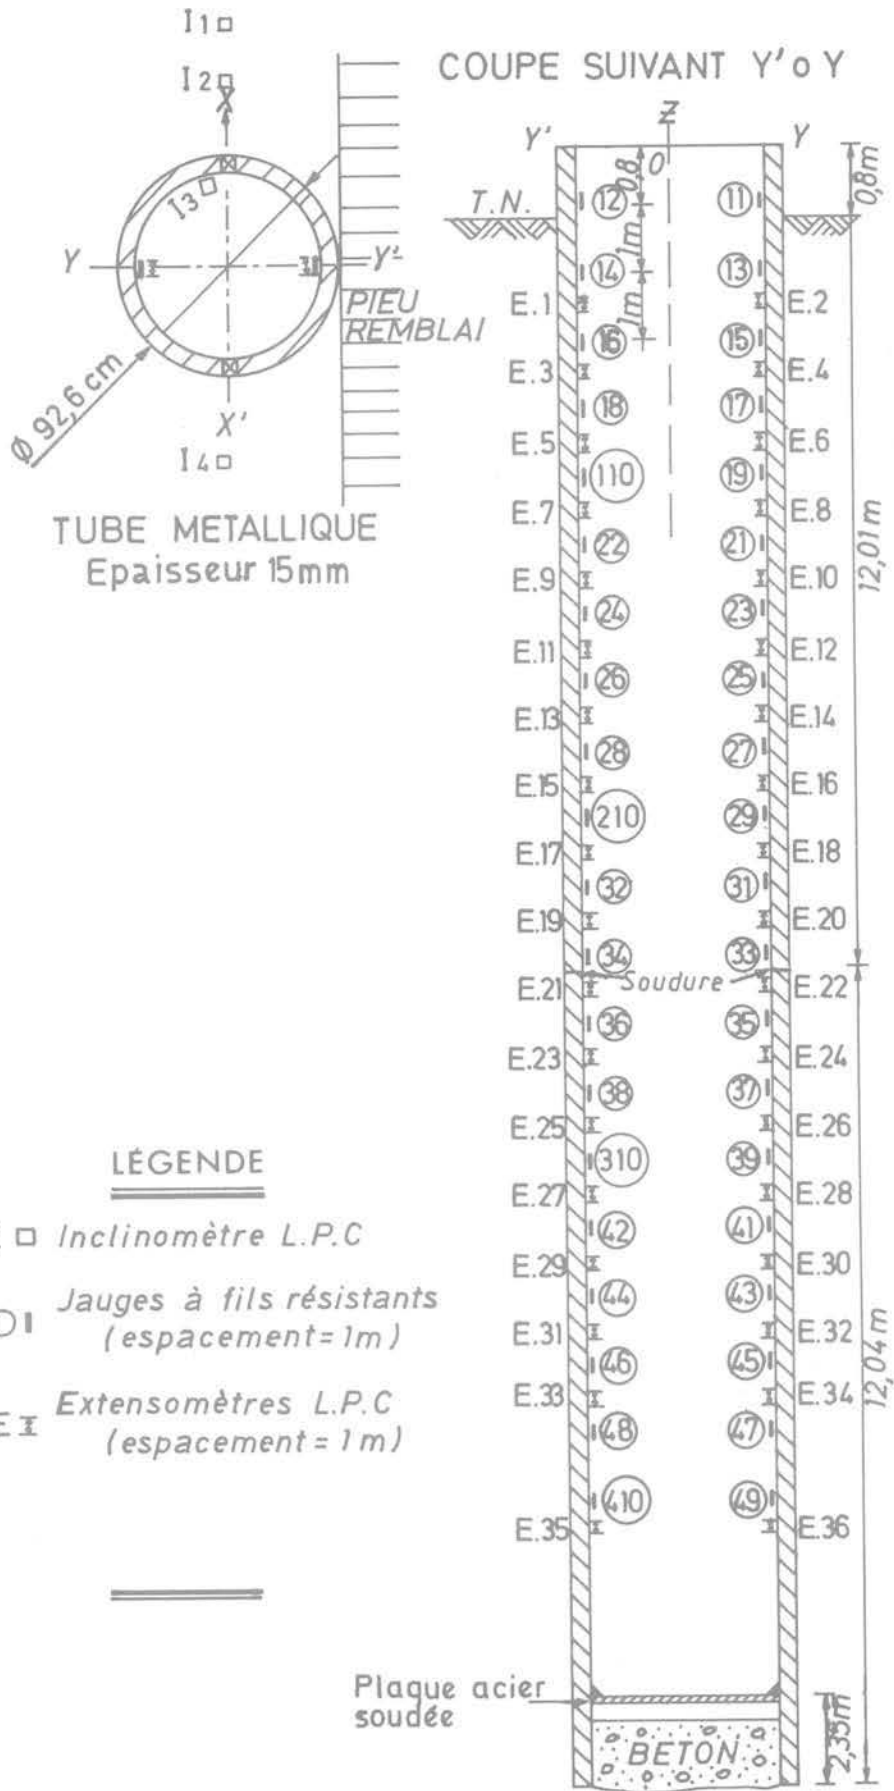 I1
I2
X
I3
Y
Y'
PIEU
REMBLAI
Ø 92,6 cm
X'
I4
TUBE METALLIQUE
Epaisseur 15mm
COUPE SUIVANT Y'oY
Z
Y'
O
Y
0,8
0,8m
T.N.
12
11
1m
14
13
E.1
E.2
1m
16
15
E.3
E.4
18
17
E.5
E.6
110
19
E.7
E.8
22
21
12,01m
E.9
E.10
24
23
E.11
E.12
26
25
E.13
E.14
28
27
E.15
E.16
210
29
E.17
E.18
32
31
E.19
E.20
34
33
Soudure
E.21
E.22
36
35
E.23
E.24
38
37
E.25
E.26
310
39
E.27
E.28
42
41
E.29
E.30
44
43
E.31
E.32
12,04m
46
45
E.33
E.34
48
47
410
49
E.35
E.36
LÉGENDE
Inclinomètre L.P.C
Jauges à fils résistants
(espacement=1m)
E Extensomètres L.P.C
(espacement=1m)
Plaque acier
soudée
BETON
2,35m